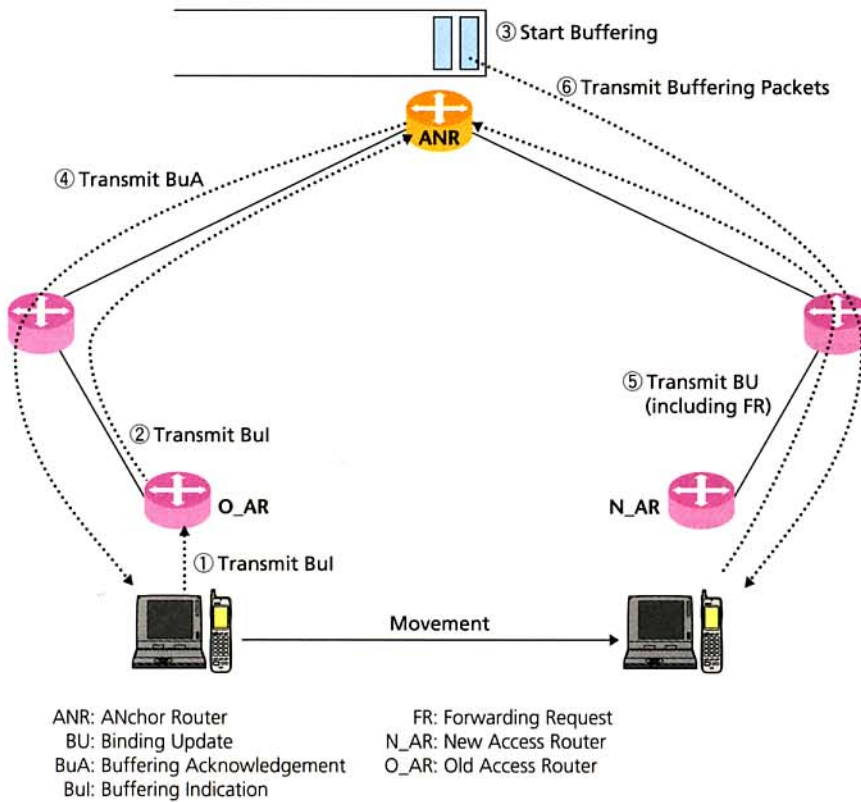 ③ Start Buffering
⑥ Transmit Buffering Packets
ANR
④ Transmit BuA
⑤ Transmit BU
(including FR)
② Transmit BuI
O_AR
N_AR
① Transmit BuI
Movement
ANR: ANchor Router
BU: Binding Update
BuA: Buffering Acknowledgement
BuI: Buffering Indication
FR: Forwarding Request
N_AR: New Access Router
O_AR: Old Access Router